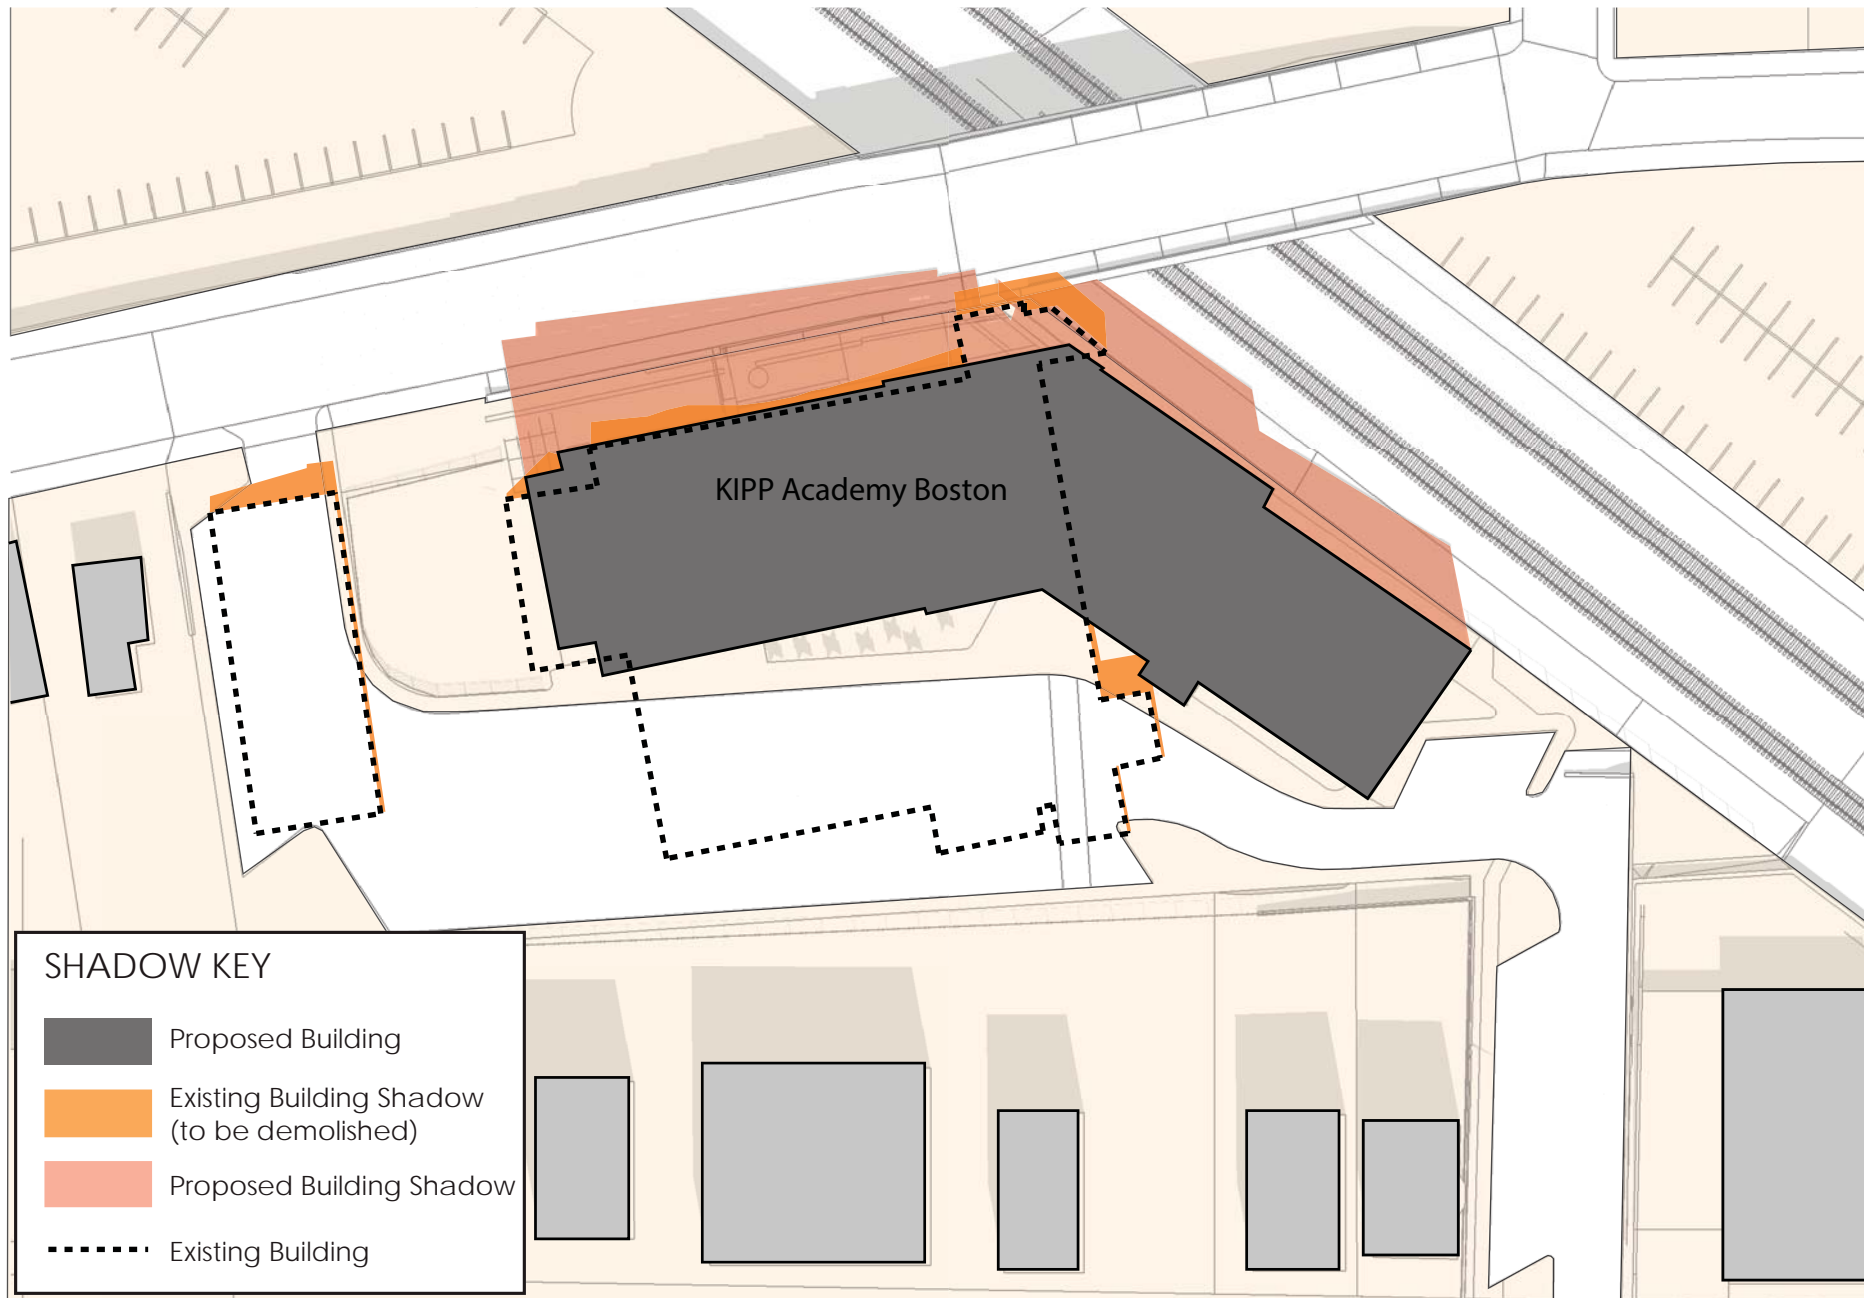 KIPP Academy Boston
SHADOW KEY
Proposed Building
Existing Building Shadow
(to be demolished)
Proposed Building Shadow
Existing Building